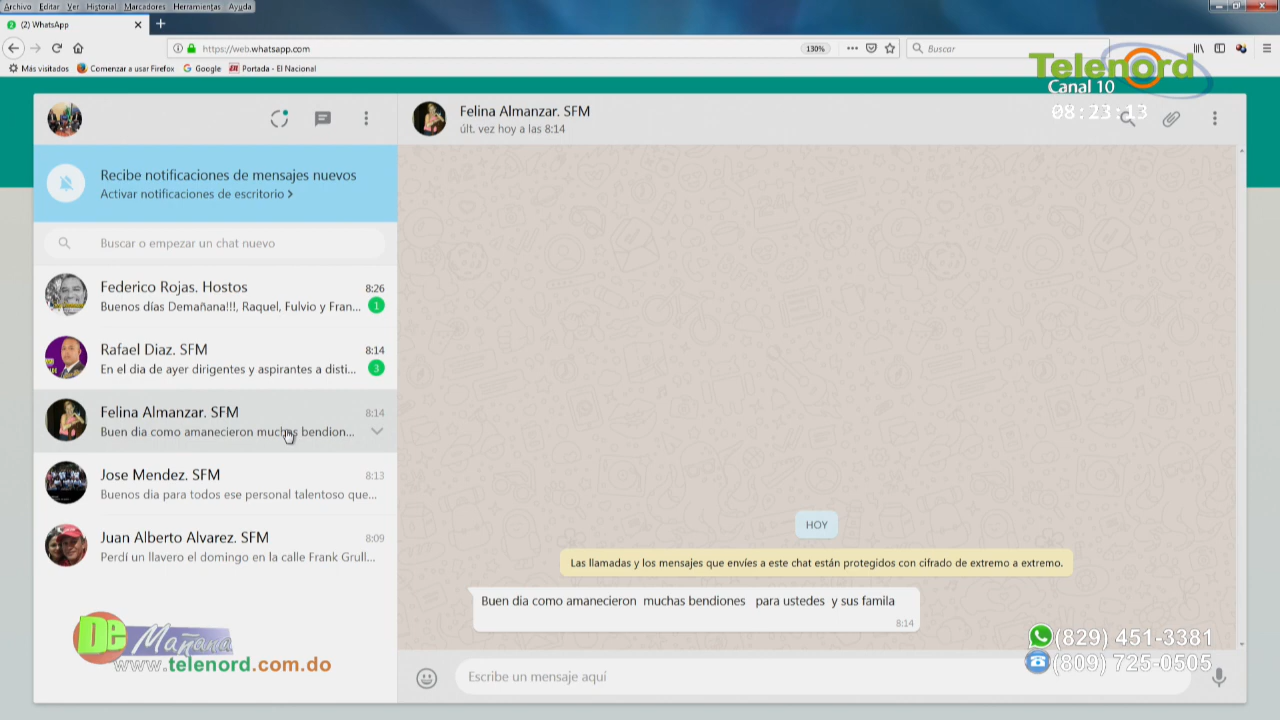 Archivo Editar Ver Historial Marcadores Herramientas Ayuda
(2) WhatsApp
https://web.whatsapp.com
130%
Buscar
Más visitados Comenzar a usar Firefox Google Portada - El Nacional
Telenord
Canal 10
08:23:13
Felina Almanzar. SFM
últ. vez hoy a las 8:14
Recibe notificaciones de mensajes nuevos
Activar notificaciones de escritorio >
Buscar o empezar un chat nuevo
Federico Rojas. Hostos 8:26
Buenos días Demañana!!!, Raquel, Fulvio y Fran... 1
Rafael Diaz. SFM 8:14
En el dia de ayer dirigentes y aspirantes a disti... 3
Felina Almanzar. SFM 8:14
Buen dia como amanecieron muchas bendion...
Jose Mendez. SFM 8:13
Buenos dia para todos ese personal talentoso que...
Juan Alberto Alvarez. SFM 8:09
Perdí un llavero el domingo en la calle Frank Grull...
HOY
Las llamadas y los mensajes que envíes a este chat están protegidos con cifrado de extremo a extremo.
Buen dia como amanecieron muchas bendiones para ustedes y sus famila
8:14
Escribe un mensaje aquí
De Mañana
www.telenord.com.do
(829) 451-3381
(809) 725-0505